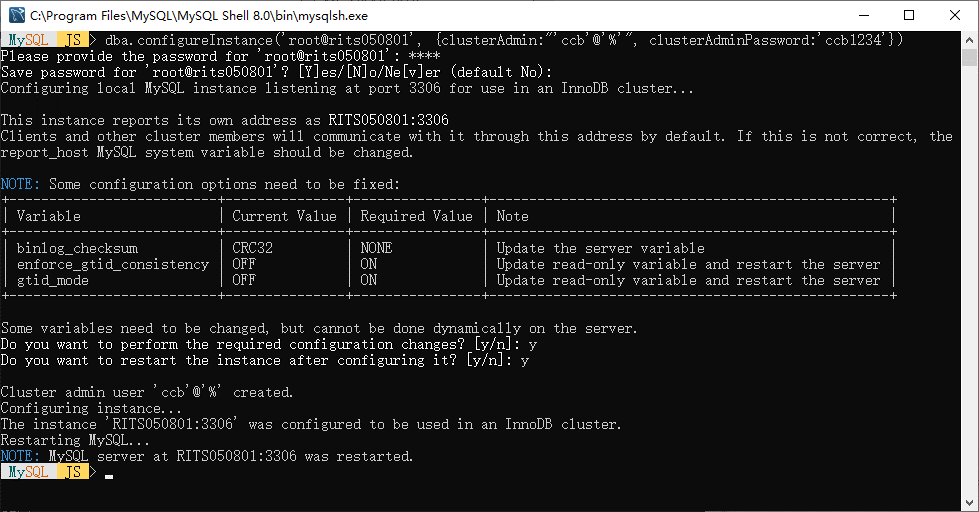 C:\Program Files\MySQL\MySQL Shell 8.0\bin\mysqlsh.exe
MySQL JS > dba.configureInstance('root@rits050801', {clusterAdmin:"'ccb'@'%'", clusterAdminPassword:'ccb1234'})
Please provide the password for 'root@rits050801': ****
Save password for 'root@rits050801'? [Y]es/[N]o/Ne[v]er (default No):
Configuring local MySQL instance listening at port 3306 for use in an InnoDB cluster...
This instance reports its own address as RITS050801:3306
Clients and other cluster members will communicate with it through this address by default. If this is not correct, the
report_host MySQL system variable should be changed.
NOTE: Some configuration options need to be fixed:
+--------------------------+---------------+----------------+--------------------------------------------------+
| Variable                 | Current Value | Required Value | Note                                             |
+--------------------------+---------------+----------------+--------------------------------------------------+
| binlog_checksum          | CRC32         | NONE           | Update the server variable                       |
| enforce_gtid_consistency | OFF           | ON             | Update read-only variable and restart the server |
| gtid_mode                | OFF           | ON             | Update read-only variable and restart the server |
+--------------------------+---------------+----------------+--------------------------------------------------+
Some variables need to be changed, but cannot be done dynamically on the server.
Do you want to perform the required configuration changes? [y/n]: y
Do you want to restart the instance after configuring it? [y/n]: y
Cluster admin user 'ccb'@'%' created.
Configuring instance...
The instance 'RITS050801:3306' was configured to be used in an InnoDB cluster.
Restarting MySQL...
NOTE: MySQL server at RITS050801:3306 was restarted.
MySQL JS >